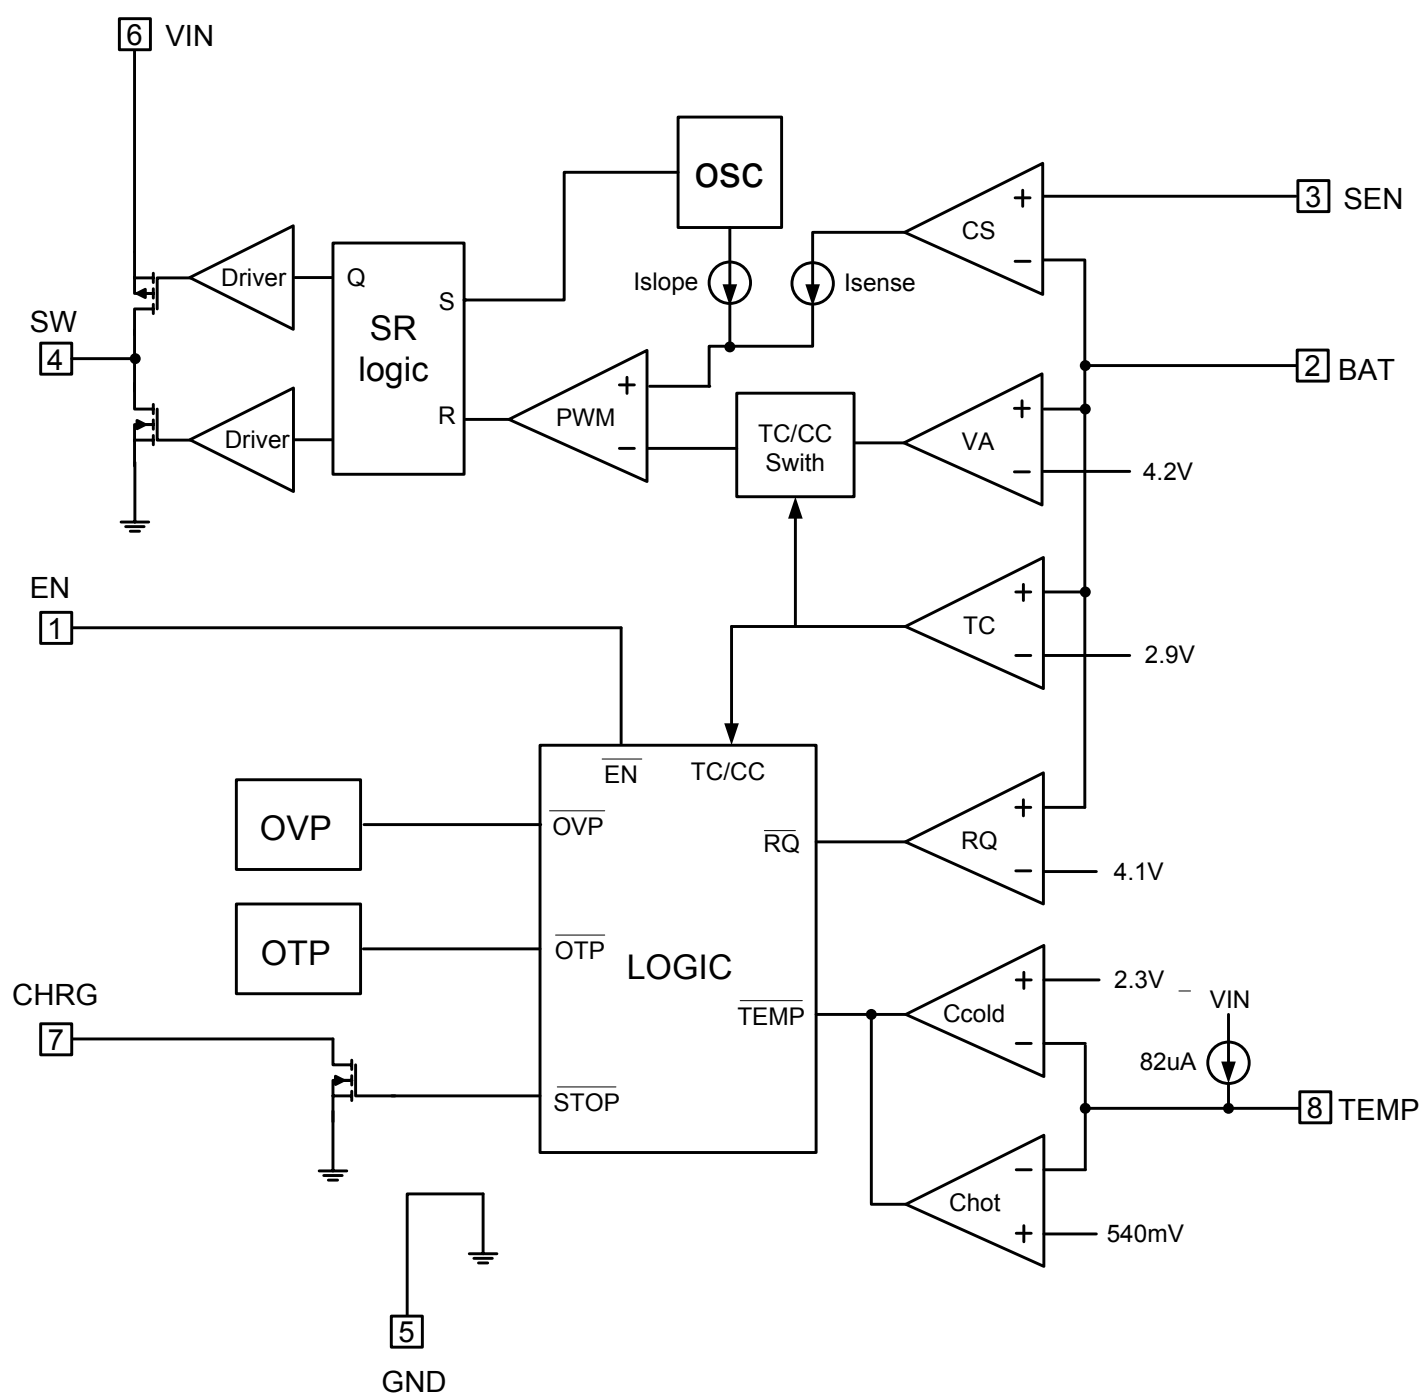 6 VIN
OSC
+
CS
−
3 SEN
Driver
Q
S
SR
logic
R
Islope
Isense
SW
4
2 BAT
+
PWM
−
TC/CC
Swith
+
VA
−
4.2V
Driver
EN
1
+
TC
−
2.9V
EN
TC/CC
OVP
OVP
RQ
+
RQ
−
4.1V
OTP
OTP
LOGIC
CHRG
7
TEMP
+
Ccold
−
2.3V _
VIN
82uA
8 TEMP
STOP
−
Chot
+
540mV
5
GND